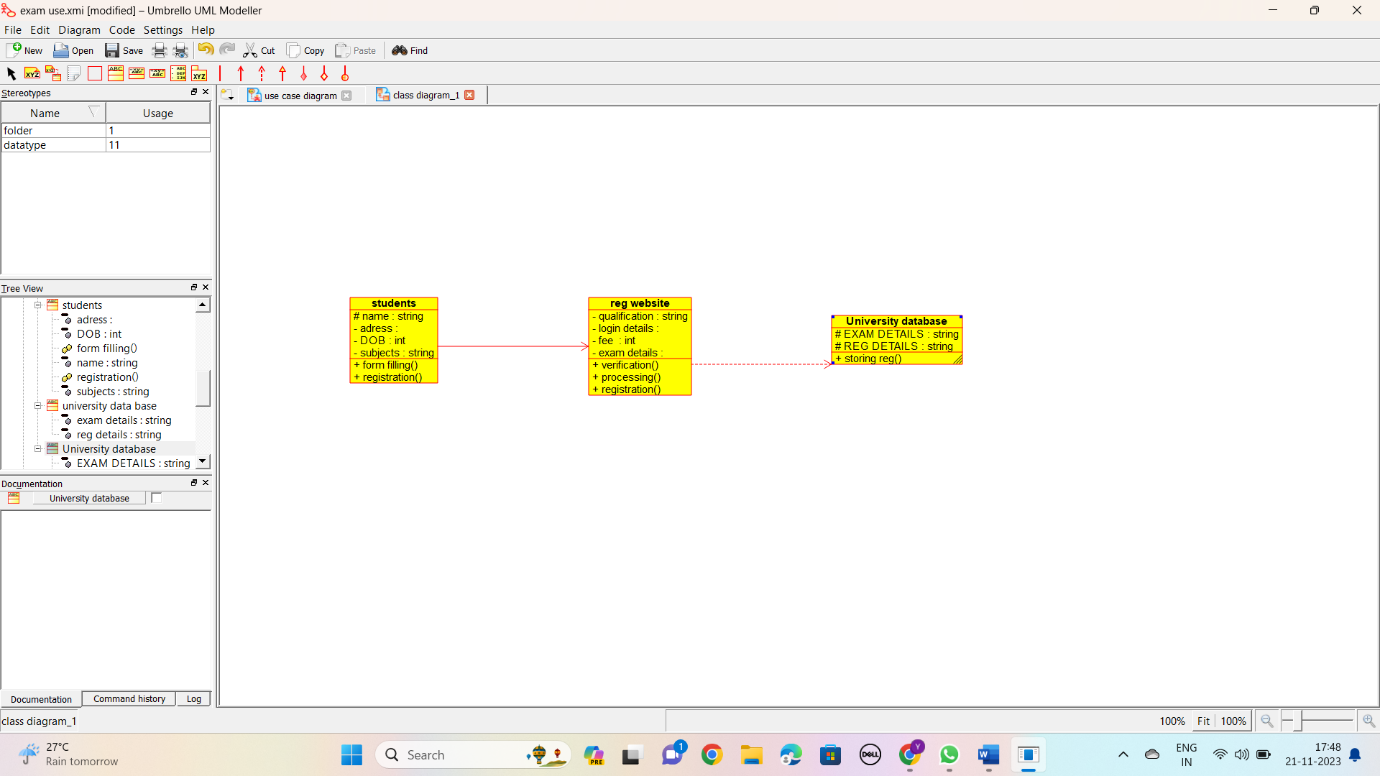 exam use.xmi [modified] – Umbrello UML Modeller
File Edit Diagram Code Settings Help
New Open Save Cut Copy Paste Find
Stereotypes
Name Usage
folder 1
datatype 11
use case diagram
class diagram_1
students
# name : string
- adress :
- DOB : int
- subjects : string
+ form filling()
+ registration()
reg website
- qualification : string
- login details :
- fee : int
- exam details :
+ verification()
+ processing()
+ registration()
University database
# EXAM DETAILS : string
# REG DETAILS : string
+ storing reg()
Tree View
students
adress :
DOB : int
form filling()
name : string
registration()
subjects : string
university data base
exam details : string
reg details : string
University database
EXAM DETAILS : string
Documentation
University database
Documentation Command history Log
class diagram_1
100% Fit 100%
27°C
Rain tomorrow
Search
PRE
1
DELL
Y
ENG
IN
17:48
21-11-2023